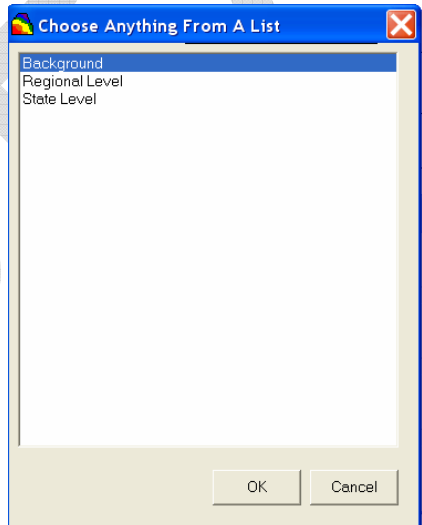 Choose Anything From A List
Background
Regional Level
State Level
OK Cancel